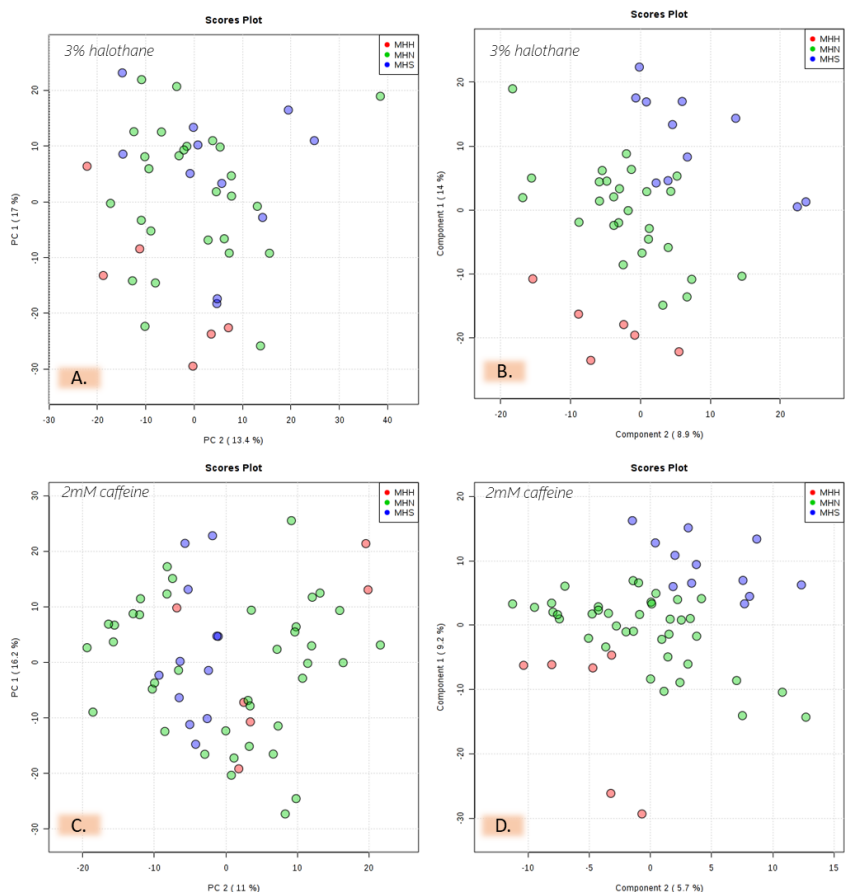 Scores Plot
3% halothane
MHH
MHN
MHS
20
10
0
-10
-20
-30
PC 1 ( 17 %)
A.
-30 -20 -10 0 10 20 30 40
PC 2 ( 13.4 %)
Scores Plot
3% halothane
MHH
MHN
MHS
20
10
0
-10
-20
Component 1 ( 14 %)
B.
-20 -10 0 10 20
Component 2 ( 8.9 %)
Scores Plot
2mM caffeine
MHH
MHN
MHS
30
20
10
0
-10
-20
-30
PC 1 ( 16.2 %)
C.
-20 -10 0 10 20
PC 2 ( 11 %)
Scores Plot
2mM caffeine
MHH
MHN
MHS
20
10
0
-10
-20
-30
Component 1 ( 9.2 %)
D.
-10 -5 0 5 10 15
Component 2 ( 5.7 %)